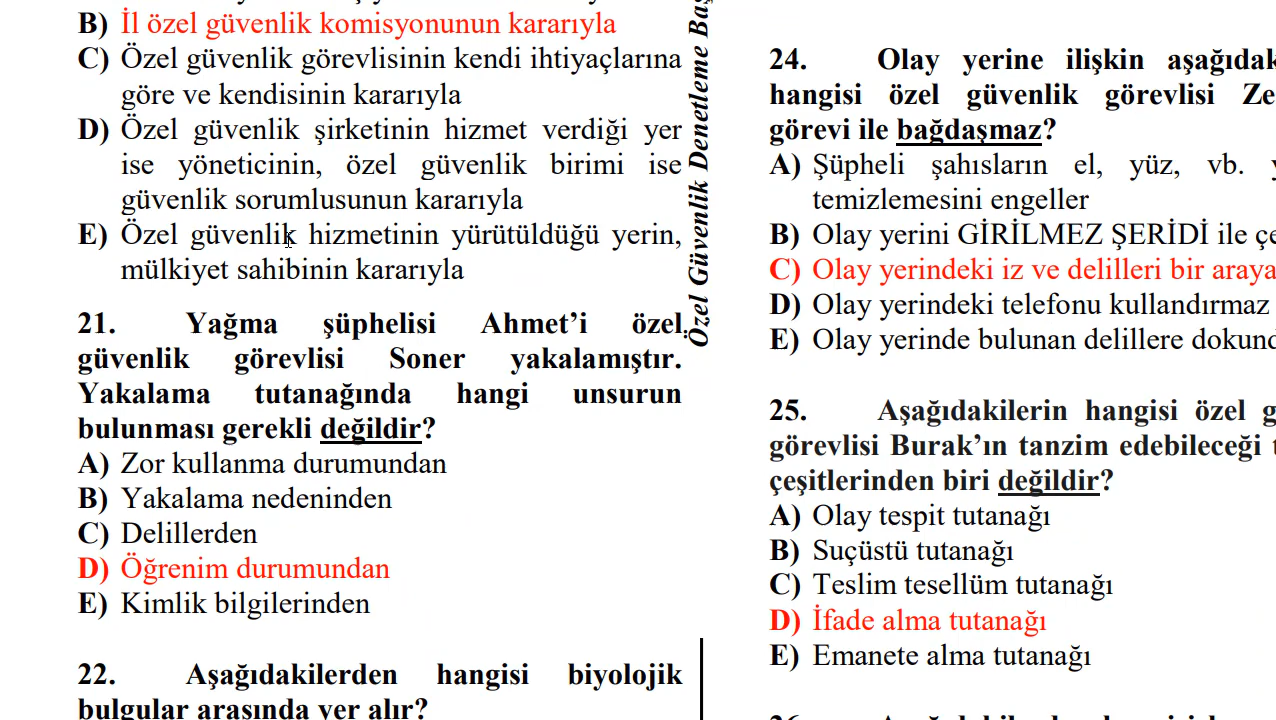 B) İl özel güvenlik komisyonunun kararıyla
C) Özel güvenlik görevlisinin kendi ihtiyaçlarına
göre ve kendisinin kararıyla
D) Özel güvenlik şirketinin hizmet verdiği yer
ise yöneticinin, özel güvenlik birimi ise
güvenlik sorumlusunun kararıyla
E) Özel güvenlik hizmetinin yürütüldüğü yerin,
mülkiyet sahibinin kararıyla
21. Yağma şüphelisi Ahmet’i özel
güvenlik görevlisi Soner yakalamıştır.
Yakalama tutanağında hangi unsurun
bulunması gerekli değildir?
A) Zor kullanma durumundan
B) Yakalama nedeninden
C) Delillerden
D) Öğrenim durumundan
E) Kimlik bilgilerinden
22. Aşağıdakilerden hangisi biyolojik
bulgular arasında yer alır?
Özel Güvenlik Denetleme
24. Olay yerine ilişkin
hangisi özel güvenlik görevlisi
görevi ile bağdaşmaz?
A) Şüpheli şahısların el, yüz, vb.
temizlemesini engeller
B) Olay yerini GİRİLMEZ ŞERİDİ ile
C) Olay yerindeki iz ve delilleri bir araya
D) Olay yerindeki telefonu kullandırmaz
E) Olay yerinde bulunan delillere
25. Aşağıdakilerin hangisi özel
görevlisi Burak’ın tanzim edebileceği
çeşitlerinden biri değildir?
A) Olay tespit tutanağı
B) Suçüstü tutanağı
C) Teslim tesellüm tutanağı
D) İfade alma tutanağı
E) Emanete alma tutanağı